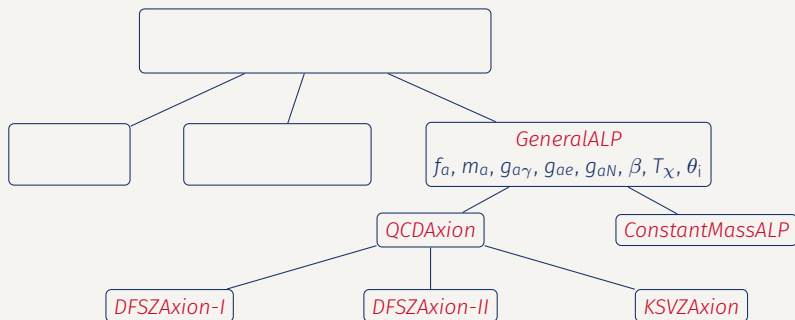 GeneralALP
fₐ, mₐ, gₐᵧ, gₐₑ, gₐN, β, Tᵪ, θᵢ
QCDAxion
ConstantMassALP
DFSZAxion-I
DFSZAxion-II
KSVZAxion